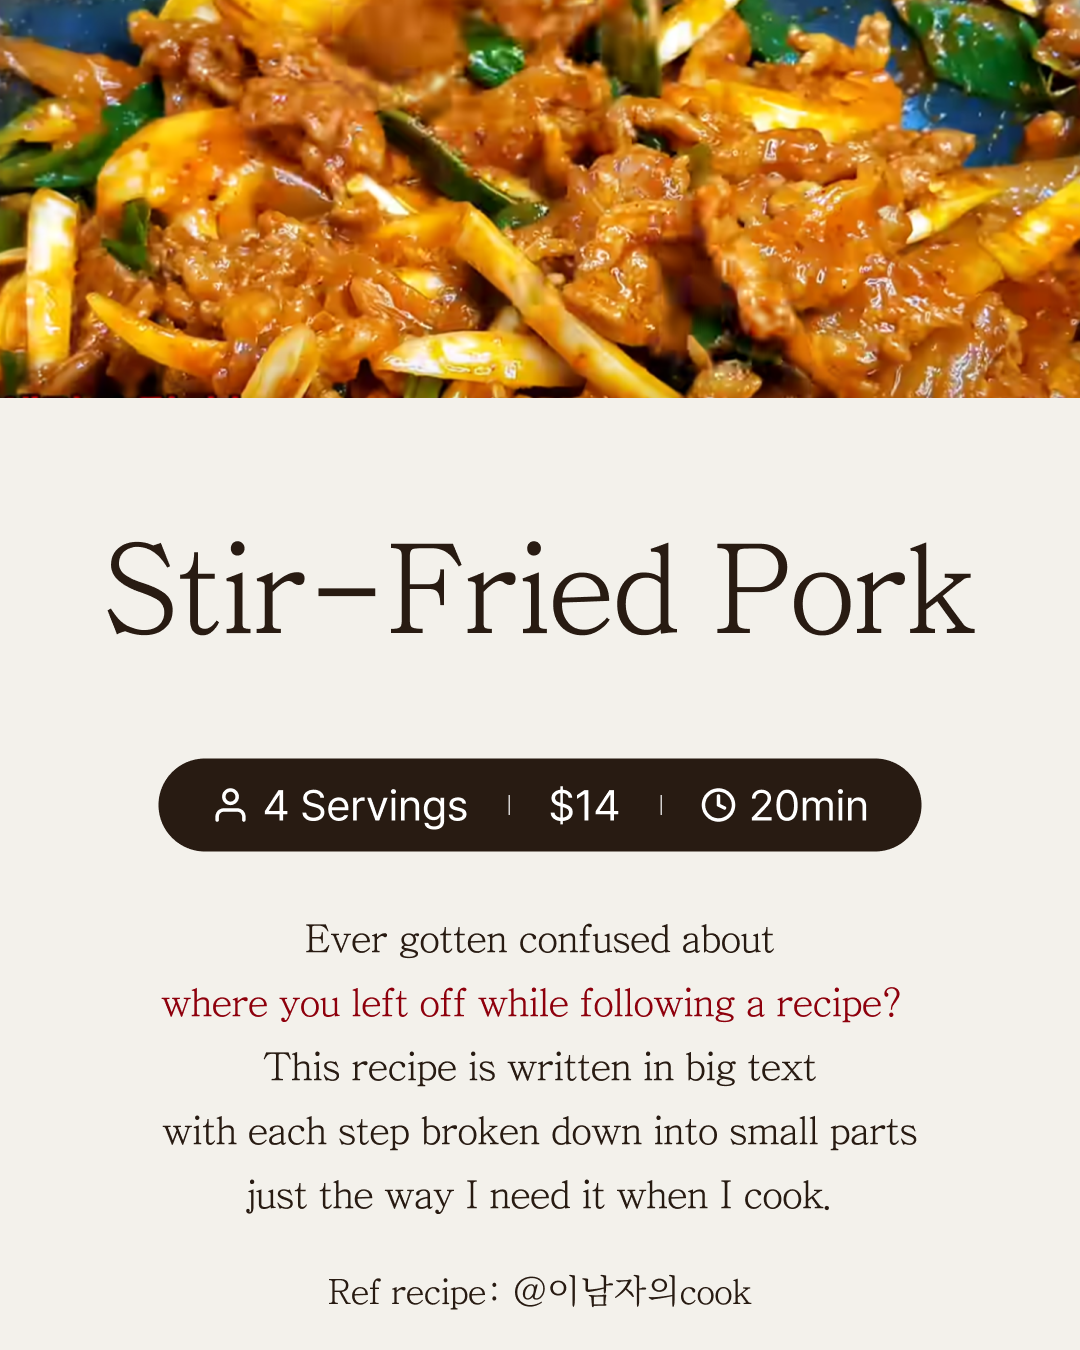 Stir-Fried Pork
4 Servings | $14 | 20min
Ever gotten confused about
where you left off while following a recipe?
This recipe is written in big text
with each step broken down into small parts
just the way I need it when I cook.
Ref recipe: @이남자의cook